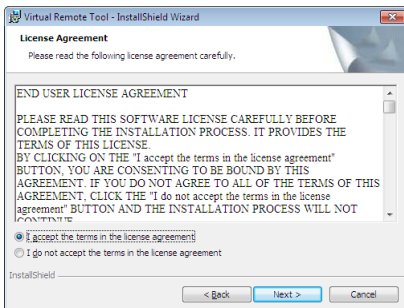 Virtual Remote Tool - InstallShield Wizard
License Agreement
Please read the following license agreement carefully.
END USER LICENSE AGREEMENT
PLEASE READ THIS SOFTWARE LICENSE CAREFULLY BEFORE
COMPLETING THE INSTALLATION PROCESS. IT PROVIDES THE
TERMS OF THIS LICENSE.
BY CLICKING ON THE "I accept the terms in the license agreement"
BUTTON, YOU ARE CONSENTING TO BE BOUND BY THIS
AGREEMENT. IF YOU DO NOT AGREE TO ALL OF THE TERMS OF THIS
AGREEMENT, CLICK THE "I do not accept the terms in the license
agreement" BUTTON AND THE INSTALLATION PROCESS WILL NOT
CONTINUE
I accept the terms in the license agreement
I do not accept the terms in the license agreement
InstallShield
< Back Next > Cancel